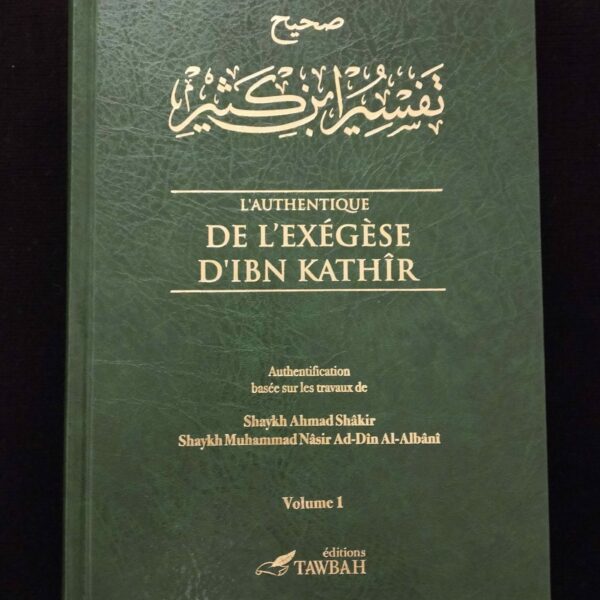 صحيح
تفسير ابن كثير
L'AUTHENTIQUE
DE L'EXÉGÈSE
D'IBN KATHÎR
Authentification
basée sur les travaux de
Shaykh Ahmad Shâkir
Shaykh Muhammad Nâsir Ad-Dîn Al-Albânî
Volume 1
éditions
TAWBAH